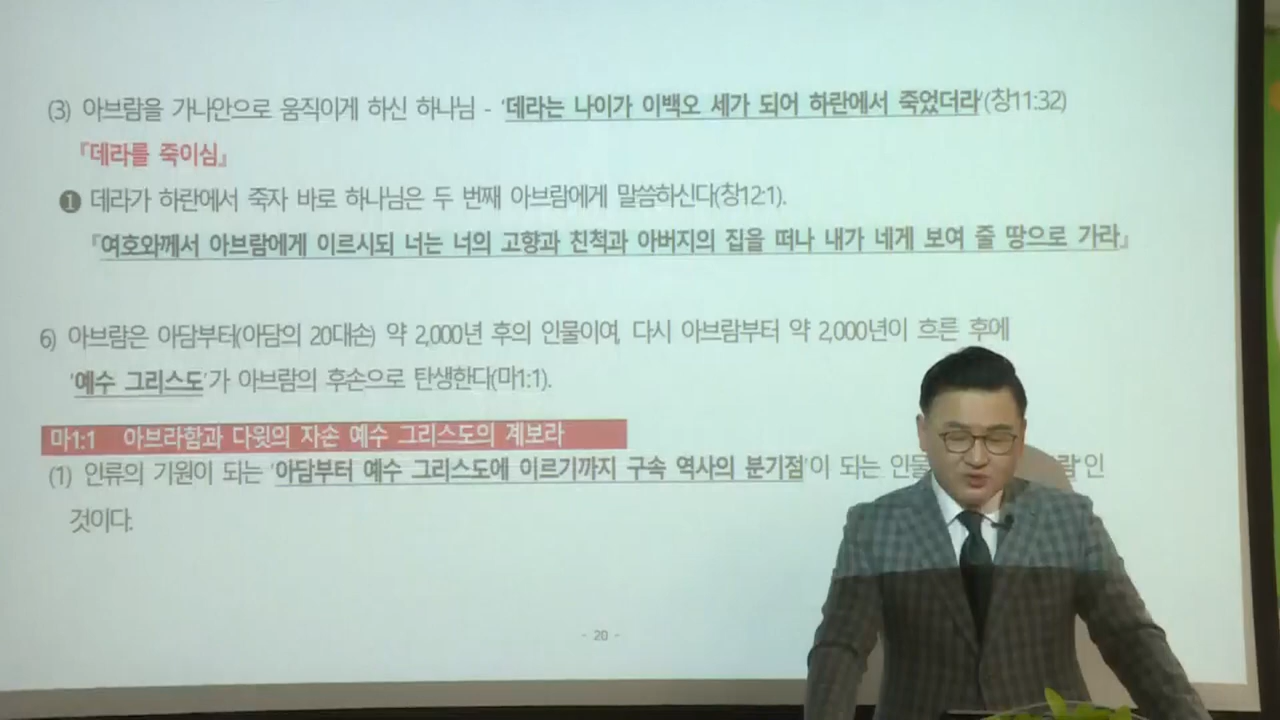 (3) 아브람을 가나안으로 움직이게 하신 하나님 - '데라는 나이가 이백오 세가 되어 하란에서 죽었더라'(창11:32)
『데라를 죽이심』
❶ 데라가 하란에서 죽자 바로 하나님은 두 번째 아브람에게 말씀하신다(창12:1).
『여호와께서 아브람에게 이르시되 너는 너의 고향과 친척과 아버지의 집을 떠나 내가 네게 보여 줄 땅으로 가라』
6) 아브람은 아담부터(아담의 20대손) 약 2,000년 후의 인물이여, 다시 아브람부터 약 2,000년이 흐른 후에
'예수 그리스도'가 아브람의 후손으로 탄생한다(마1:1).
마1:1 아브라함과 다윗의 자손 예수 그리스도의 계보라
(1) 인류의 기원이 되는 '아담부터 예수 그리스도에 이르기까지 구속 역사의 분기점'이 되는 인
것이다.
- 20 -